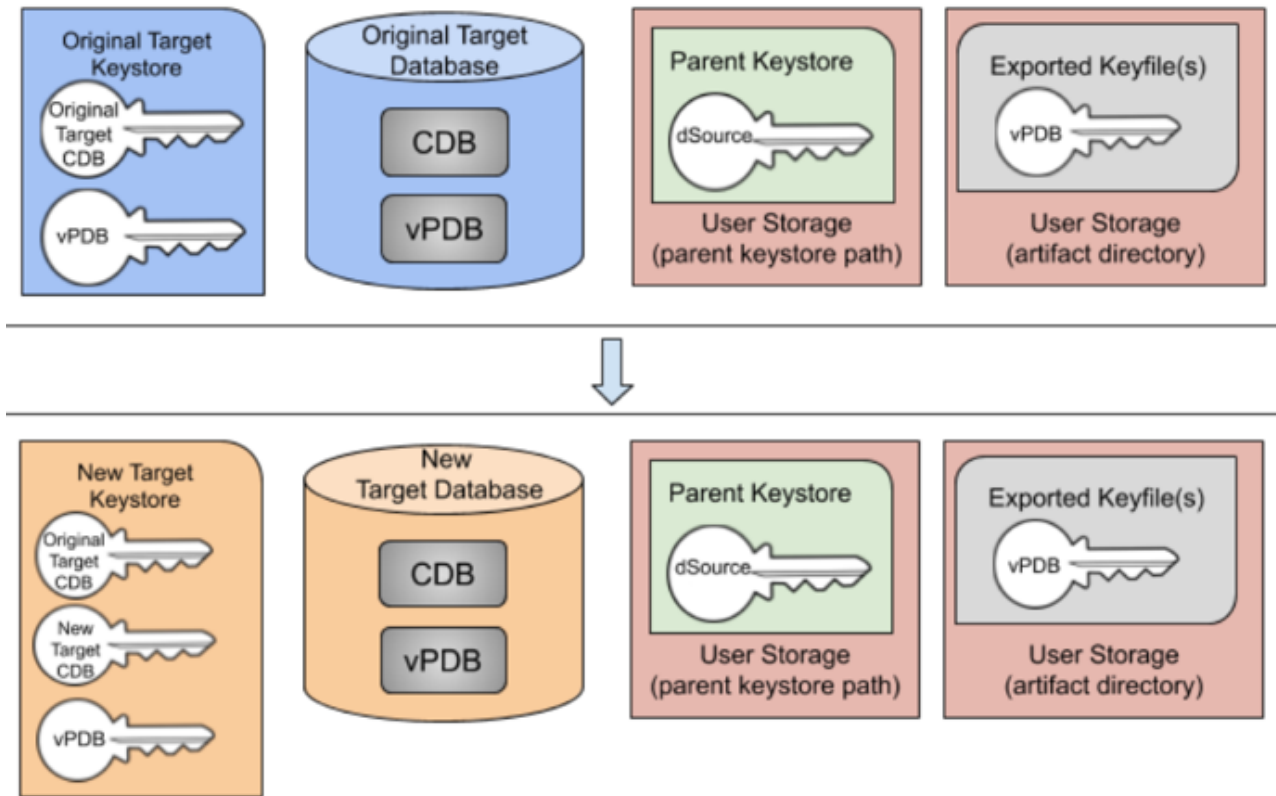 Original Target
Keystore
Original
Target
CDB
vPDB
Original Target
Database
CDB
vPDB
Parent Keystore
dSource
User Storage
(parent keystore path)
Exported Keyfile(s)
vPDB
User Storage
(artifact directory)
New Target
Keystore
Original
Target
CDB
New
Target
CDB
vPDB
New
Target Database
CDB
vPDB
Parent Keystore
dSource
User Storage
(parent keystore path)
Exported Keyfile(s)
vPDB
User Storage
(artifact directory)